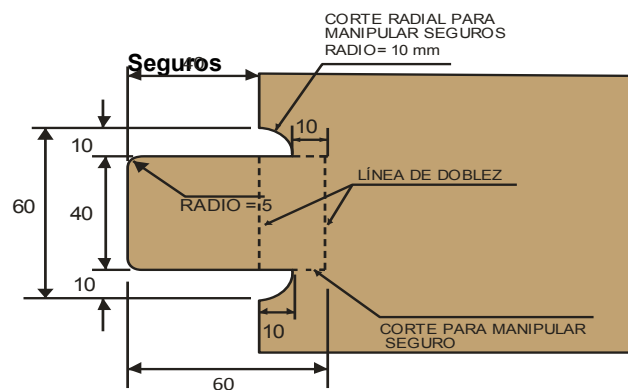 CORTE RADIAL PARA
MANIPULAR SEGUROS
RADIO= 10 mm
Seguros
40
10
10
60
40
RADIO = 5
LÍNEA DE DOBLEZ
10
10
CORTE PARA MANIPULAR
SEGURO
60